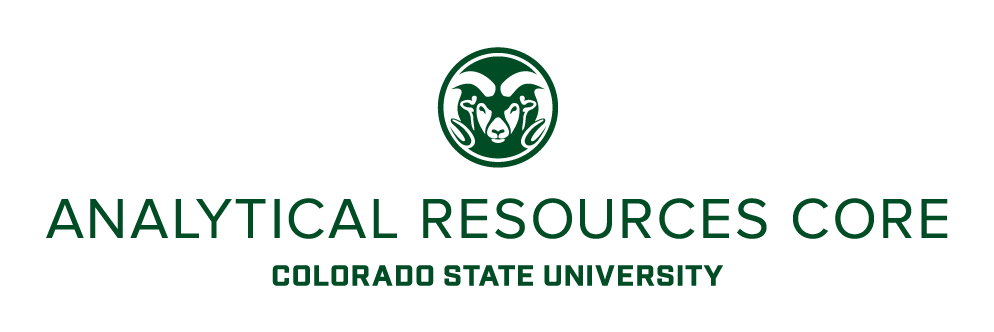 ANALYTICAL RESOURCES CORE
COLORADO STATE UNIVERSITY